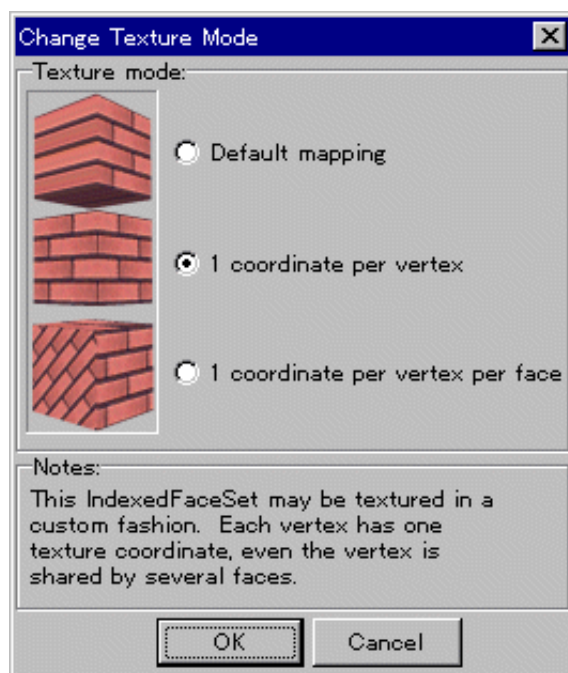 Change Texture Mode
Texture mode:
Default mapping
1 coordinate per vertex
1 coordinate per vertex per face
Notes:
This IndexedFaceSet may be textured in a
custom fashion. Each vertex has one
texture coordinate, even the vertex is
shared by several faces.
OK
Cancel